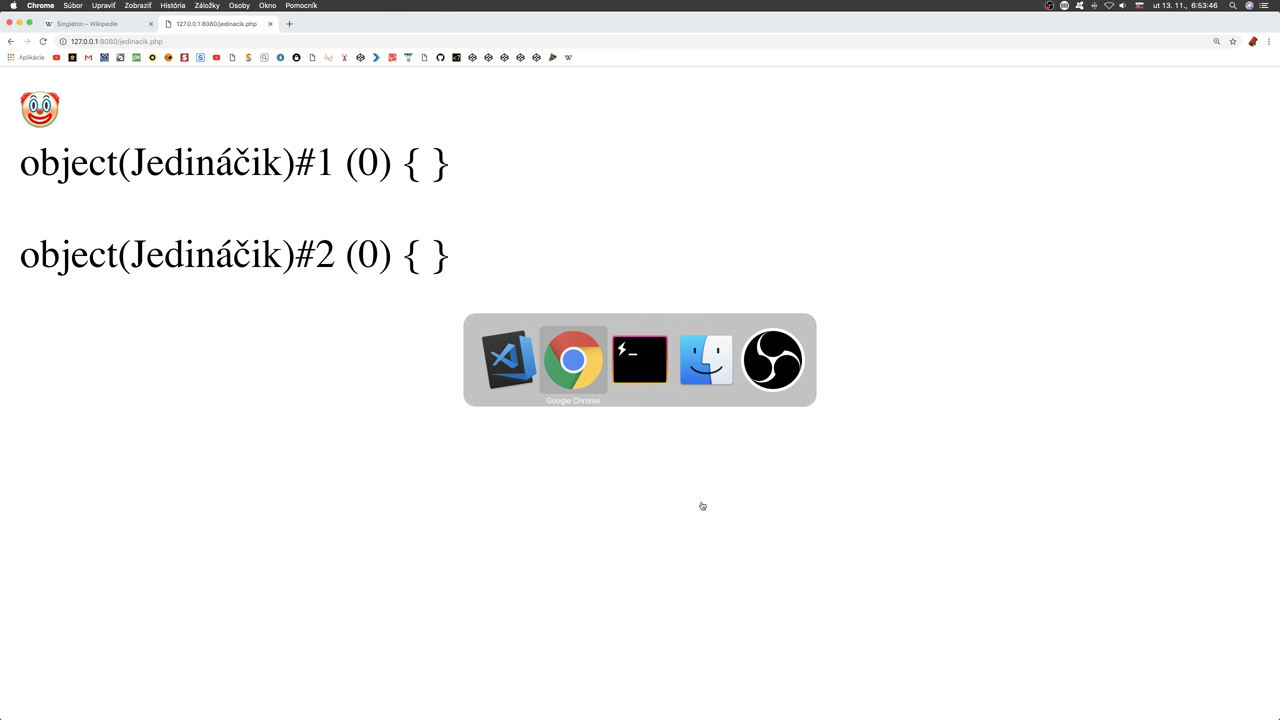 Chrome Súbor Upraviť Zobraziť História Záložky Osoby Okno Pomocník
ut 13. 11., 6:53:46
Singleton – Wikipedie
127.0.0.1:8080/jedinacik.php
127.0.0.1:8080/jedinacik.php
Aplikácie
object(Jedináčik)#1 (0) { }
object(Jedináčik)#2 (0) { }
Google Chrome